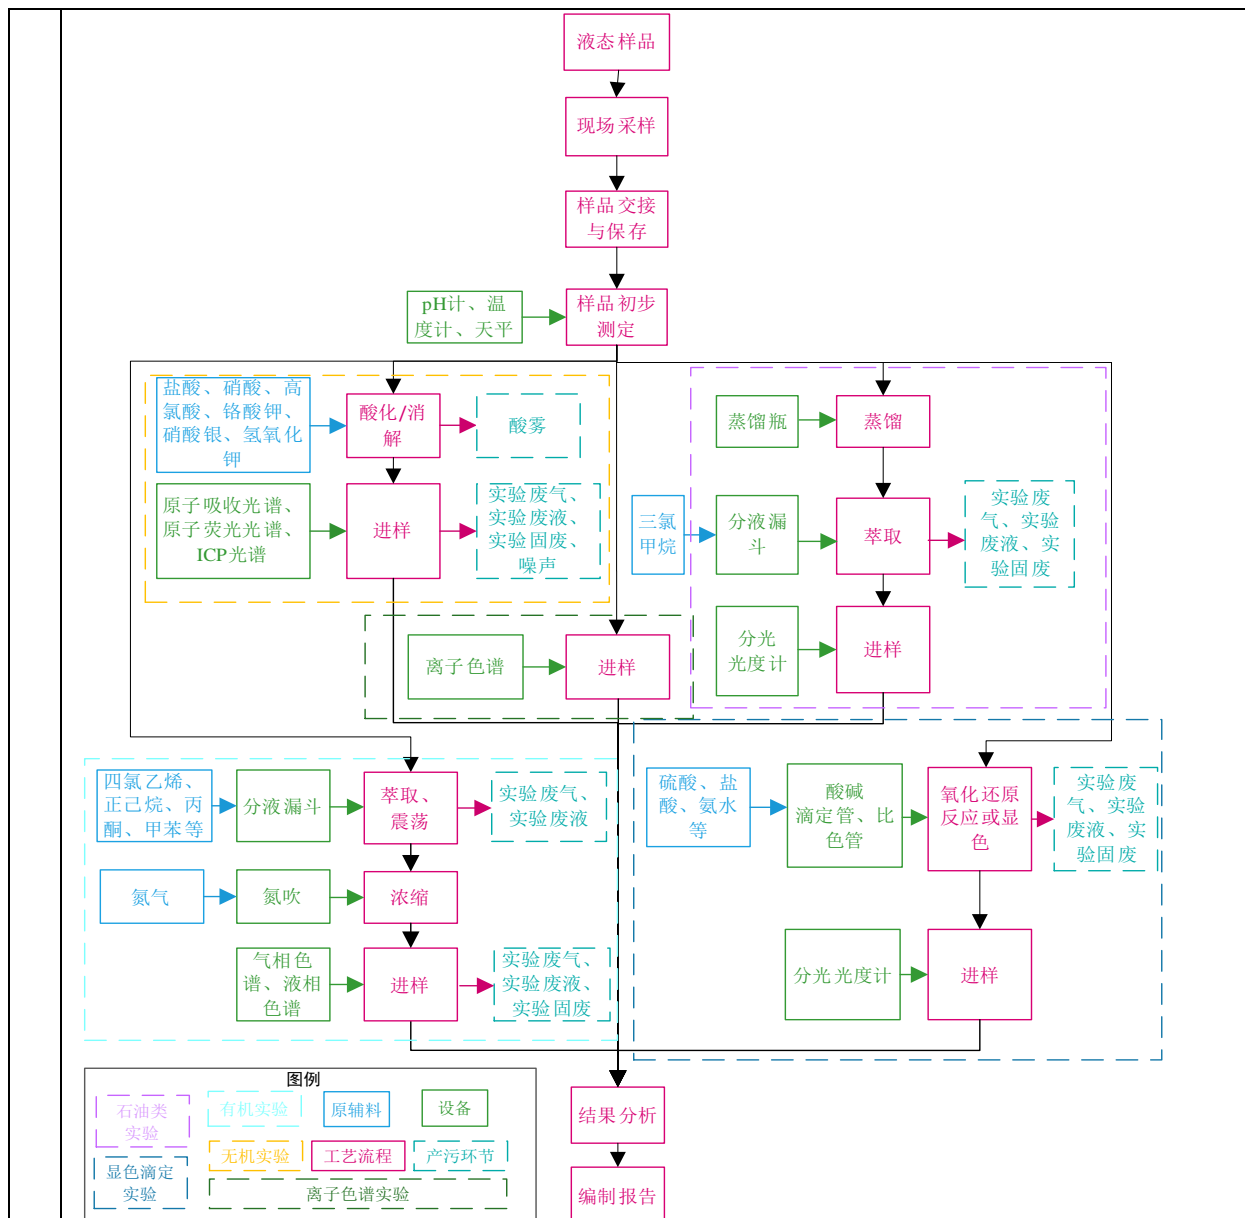 液态样品
现场采样
样品交接
与保存
pH计、温
度计、天平
样品初步
测定
盐酸、硝酸、高
氯酸、铬酸钾、
硝酸银、氢氧化
钾
酸化/消
解
酸雾
蒸馏瓶
蒸馏
原子吸收光谱、
原子荧光光谱、
ICP光谱
进样
实验废气、
实验废液、
实验固废、
噪声
三氯
甲烷
分液漏
斗
萃取
实验废
气、实验
废液、实
验固废
离子色谱
进样
分光
光度计
进样
四氯乙烯、
正己烷、丙
酮、甲苯等
分液漏斗
萃取、
震荡
实验废气、
实验废液
硫酸、盐
酸、氨水
等
酸碱
滴定管、比
色管
氧化还原
反应或显
色
实验废
气、实验
废液、实
验固废
氮气
氮吹
浓缩
气相色
谱、液相
色谱
进样
实验废气、
实验废液、
实验固废
分光光度计
进样
图例
石油类
实验
有机实验
原辅料
设备
显色滴定
实验
无机实验
工艺流程
产污环节
离子色谱实验
结果分析
编制报告